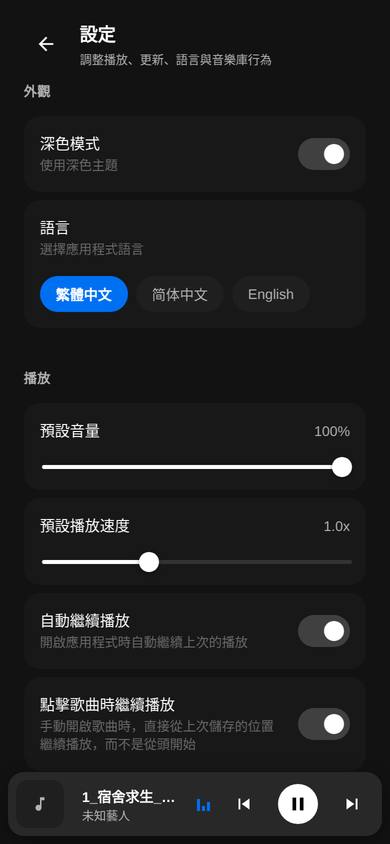 設定
調整播放、更新、語言與音樂庫行為
外觀
深色模式
使用深色主題
語言
選擇應用程式語言
繁體中文 简体中文 English
播放
預設音量 100%
預設播放速度 1.0x
自動繼續播放
開啟應用程式時自動繼續上次的播放
點擊歌曲時繼續播放
手動開啟歌曲時，直接從上次儲存的位置
繼續播放，而不是從頭開始
1_宿舍求生_…
未知藝人